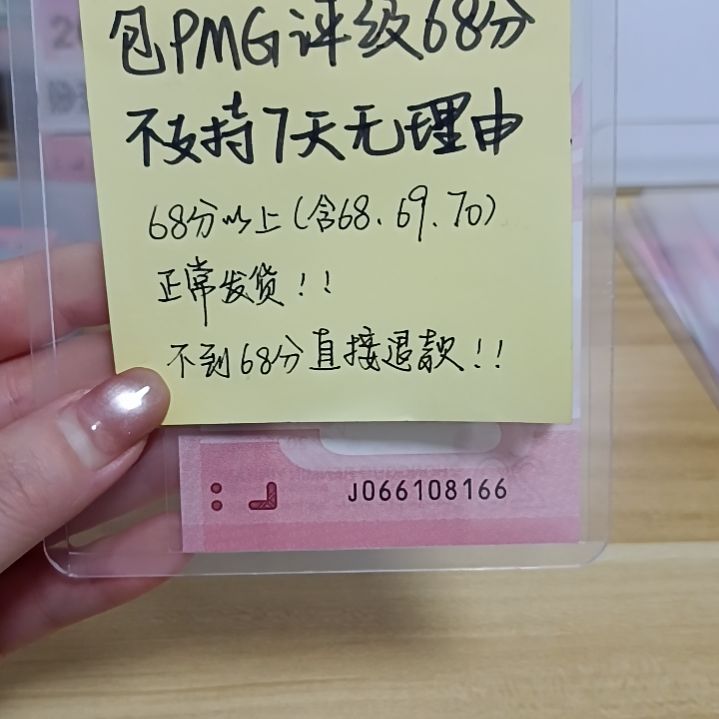 包PMG评级68分
不支持7天无理由
68分以上(含68、69、70)
正常发货!!
不到68分直接退款!!
J066108166